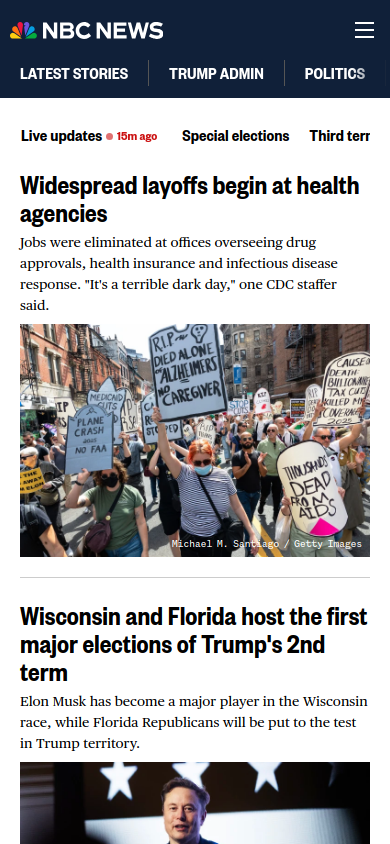 NBC NEWS
LATEST STORIES
TRUMP ADMIN
POLITICS
Live updates 15m ago
Special elections
Third terr
Widespread layoffs begin at health
agencies
Jobs were eliminated at offices overseeing drug
approvals, health insurance and infectious disease
response. "It's a terrible dark day," one CDC staffer
said.
RIP
DIED ALONE
ALZHEIMERS
NO CAREGIVER
MEDICAID
CUTS
PLANE
CRASH
2025
NO FAA
CAUSE OF
DEATH:
BILLIONAIRE
TAX CUTS
KILLED MY
COVERAGE
2025
THOUSANDS
DEAD
FROM
AIDS
Michael M. Santiago / Getty Images
Wisconsin and Florida host the first
major elections of Trump's 2nd
term
Elon Musk has become a major player in the Wisconsin
race, while Florida Republicans will be put to the test
in Trump territory.